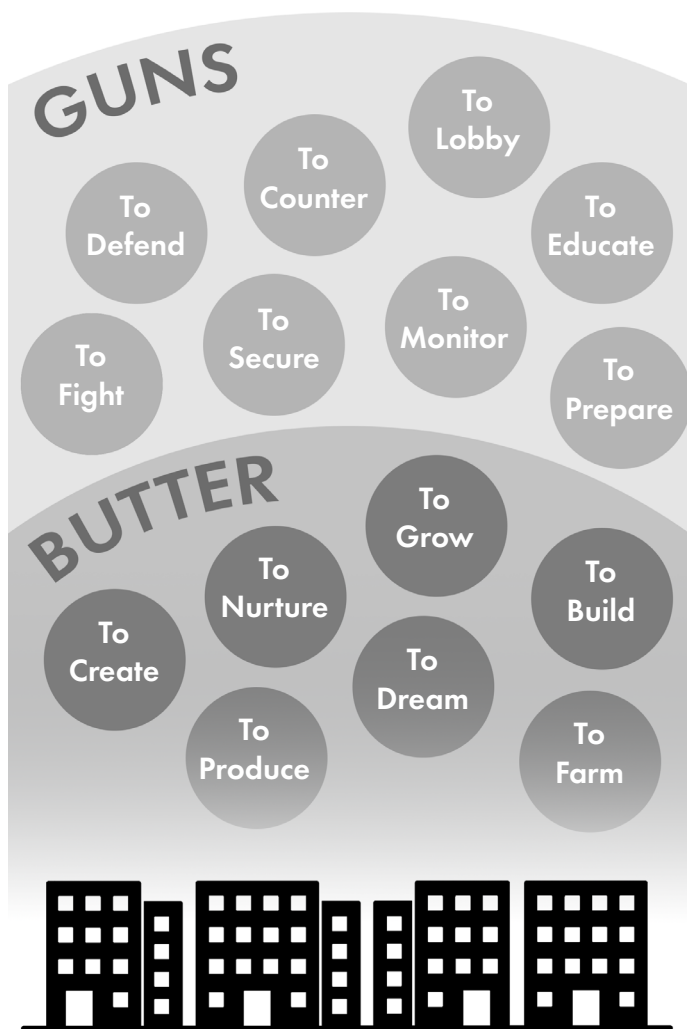 GUNS
To
Lobby
To
Counter
To
Defend
To
Educate
To
Secure
To
Monitor
To
Fight
To
Prepare
BUTTER
To
Grow
To
Nurture
To
Build
To
Create
To
Dream
To
Produce
To
Farm